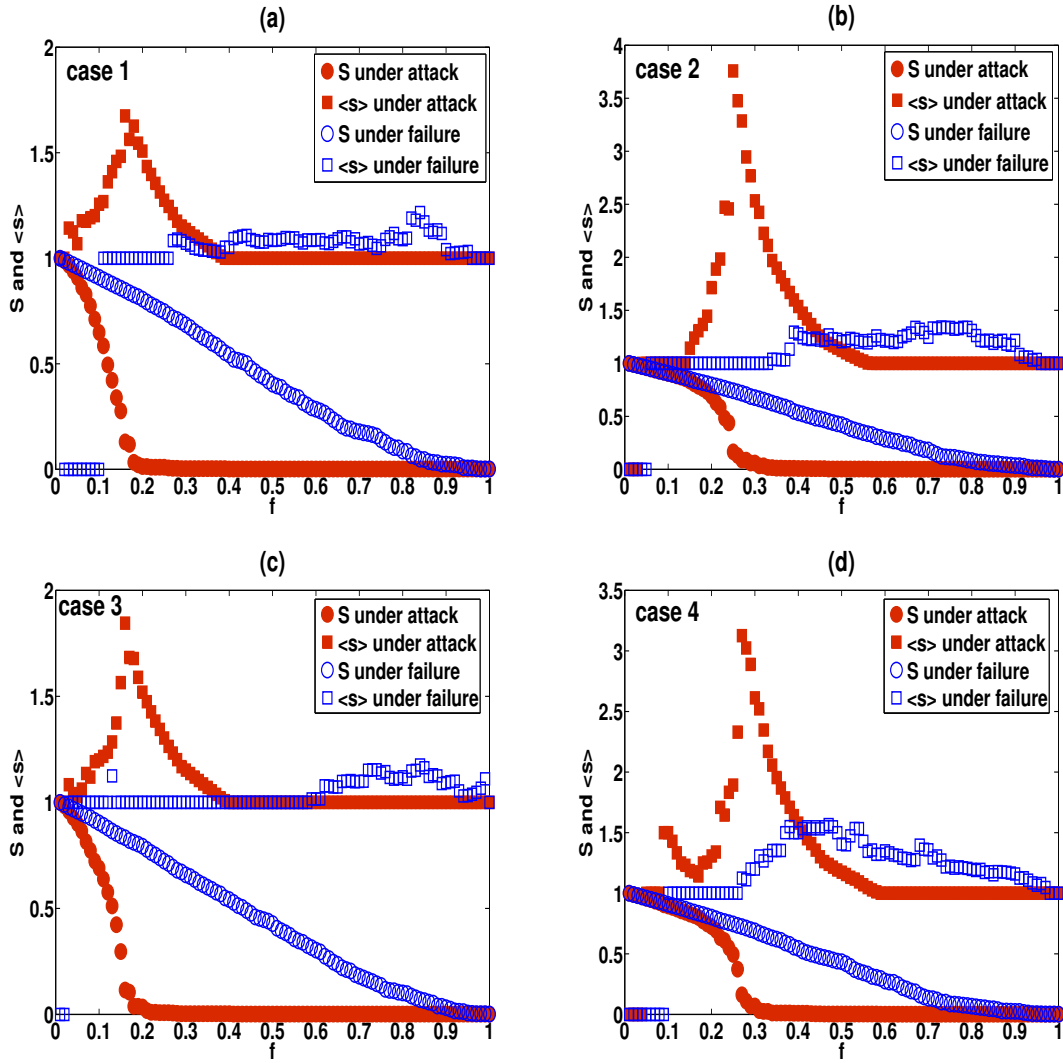 (a)
case 1
S under attack
<s> under attack
S under failure
<s> under failure
2
1.5
1
0.5
0
S and <s>
0 0.1 0.2 0.3 0.4 0.5 0.6 0.7 0.8 0.9 1
f
(b)
case 2
S under attack
<s> under attack
S under failure
<s> under failure
4
3.5
3
2.5
2
1.5
1
0.5
0
S and <s>
0 0.1 0.2 0.3 0.4 0.5 0.6 0.7 0.8 0.9 1
f
(c)
case 3
S under attack
<s> under attack
S under failure
<s> under failure
2
1.5
1
0.5
0
S and <s>
0 0.1 0.2 0.3 0.4 0.5 0.6 0.7 0.8 0.9 1
f
(d)
case 4
S under attack
<s> under attack
S under failure
<s> under failure
3.5
3
2.5
2
1.5
1
0.5
0
S and <s>
0 0.1 0.2 0.3 0.4 0.5 0.6 0.7 0.8 0.9 1
f